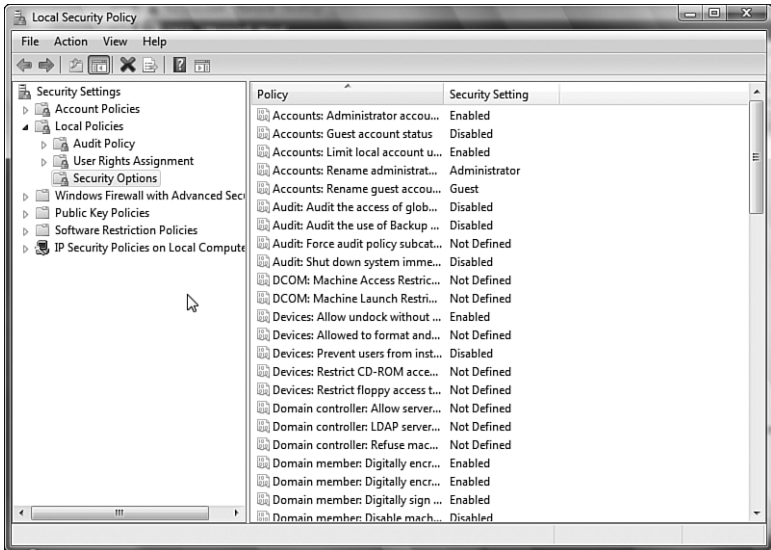 Local Security Policy
File Action View Help
Security Settings
Account Policies
Local Policies
Audit Policy
User Rights Assignment
Security Options
Windows Firewall with Advanced Secu
Public Key Policies
Software Restriction Policies
IP Security Policies on Local Compute
Policy Security Setting
Accounts: Administrator accou... Enabled
Accounts: Guest account status Disabled
Accounts: Limit local account u... Enabled
Accounts: Rename administrat... Administrator
Accounts: Rename guest accou... Guest
Audit: Audit the access of glob... Disabled
Audit: Audit the use of Backup ... Disabled
Audit: Force audit policy subcat... Not Defined
Audit: Shut down system imme... Disabled
DCOM: Machine Access Restric... Not Defined
DCOM: Machine Launch Restri... Not Defined
Devices: Allow undock without ... Enabled
Devices: Allowed to format and... Not Defined
Devices: Prevent users from inst... Disabled
Devices: Restrict CD-ROM acce... Not Defined
Devices: Restrict floppy access t... Not Defined
Domain controller: Allow server... Not Defined
Domain controller: LDAP server... Not Defined
Domain controller: Refuse mac... Not Defined
Domain member: Digitally encr... Enabled
Domain member: Digitally encr... Enabled
Domain member: Digitally sign ... Enabled
Domain member: Disable mach... Disabled